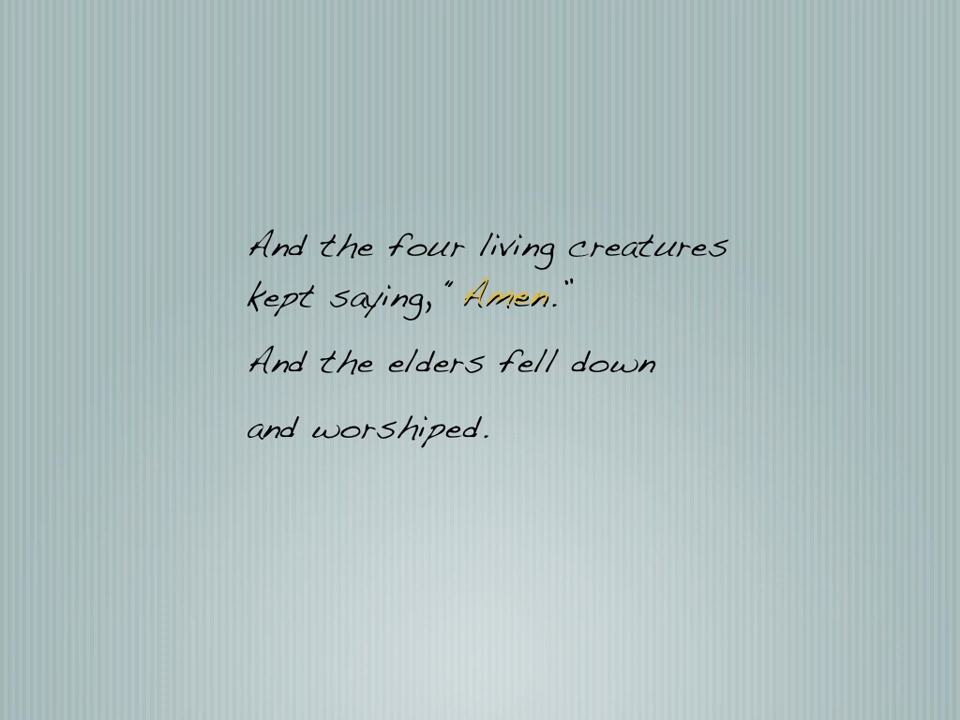 And the four living creatures
kept saying, " Amen."
And the elders fell down
and worshiped.